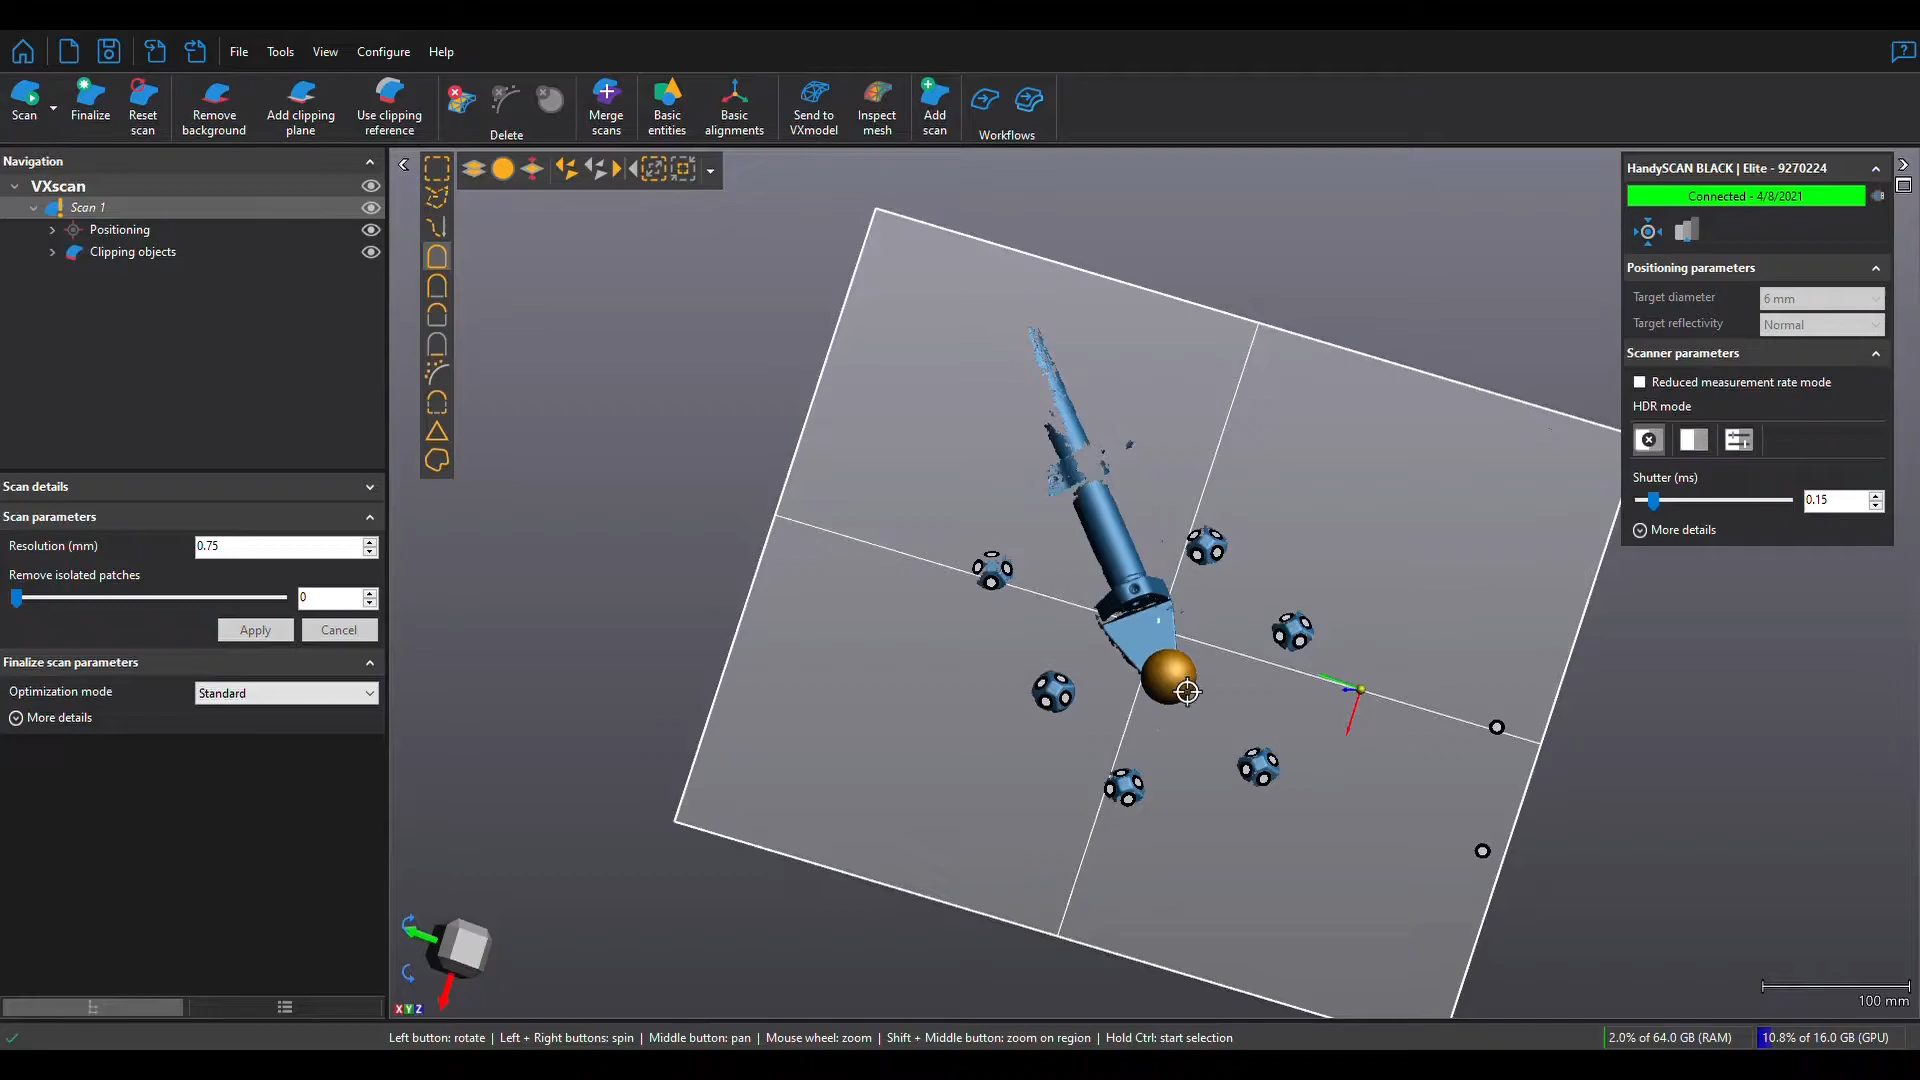 File Tools View Configure Help
Scan
Finalize
Reset
scan
Remove
background
Add clipping
plane
Use clipping
reference
Delete
Merge
scans
Basic
entities
Basic
alignments
Send to
VXmodel
Inspect
mesh
Add
scan
Workflows
Navigation
VXscan
Scan 1
Positioning
Clipping objects
Scan details
Scan parameters
Resolution (mm) 0.75
Remove isolated patches
0
Apply Cancel
Finalize scan parameters
Optimization mode Standard
More details
HandySCAN BLACK | Elite - 9270224
Connected - 4/8/2021
Positioning parameters
Target diameter 6 mm
Target reflectivity Normal
Scanner parameters
Reduced measurement rate mode
HDR mode
Shutter (ms)
0.15
More details
100 mm
XYZ
Left button: rotate | Left + Right buttons: spin | Middle button: pan | Mouse wheel: zoom | Shift + Middle button: zoom on region | Hold Ctrl: start selection
2.0% of 64.0 GB (RAM) 10.8% of 16.0 GB (GPU)